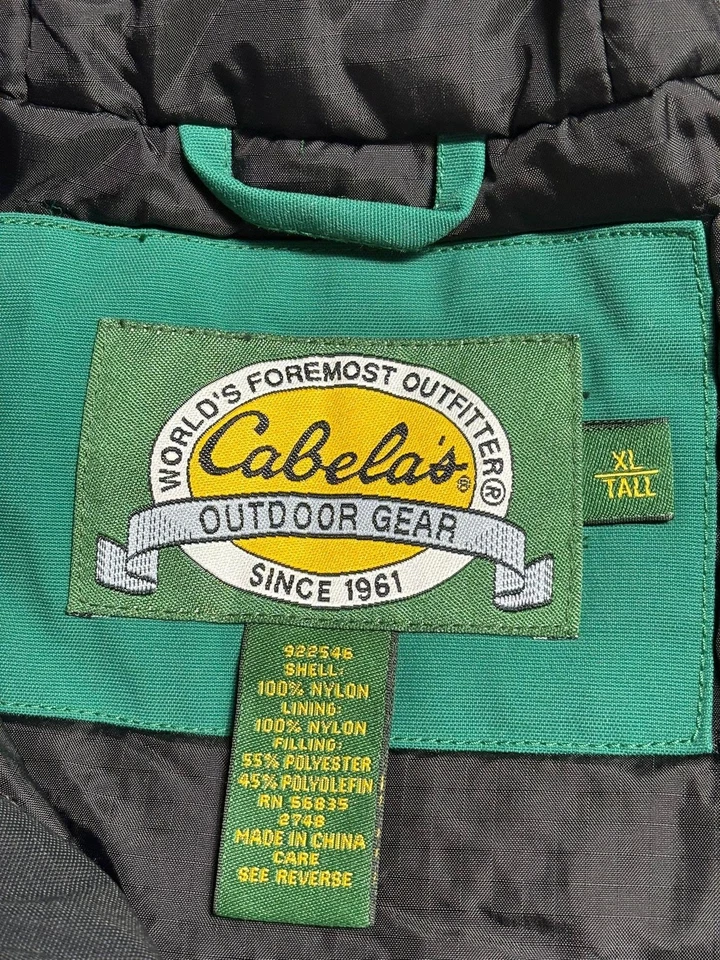 WORLD'S FOREMOST OUTFITTER®
Cabela's®
OUTDOOR GEAR
SINCE 1961
XL
TALL
922546
SHELL:
100% NYLON
LINING:
100% NYLON
FILLING:
55% POLYESTER
45% POLYOLEFIN
RN 56835
2748
MADE IN CHINA
CARE
SEE REVERSE